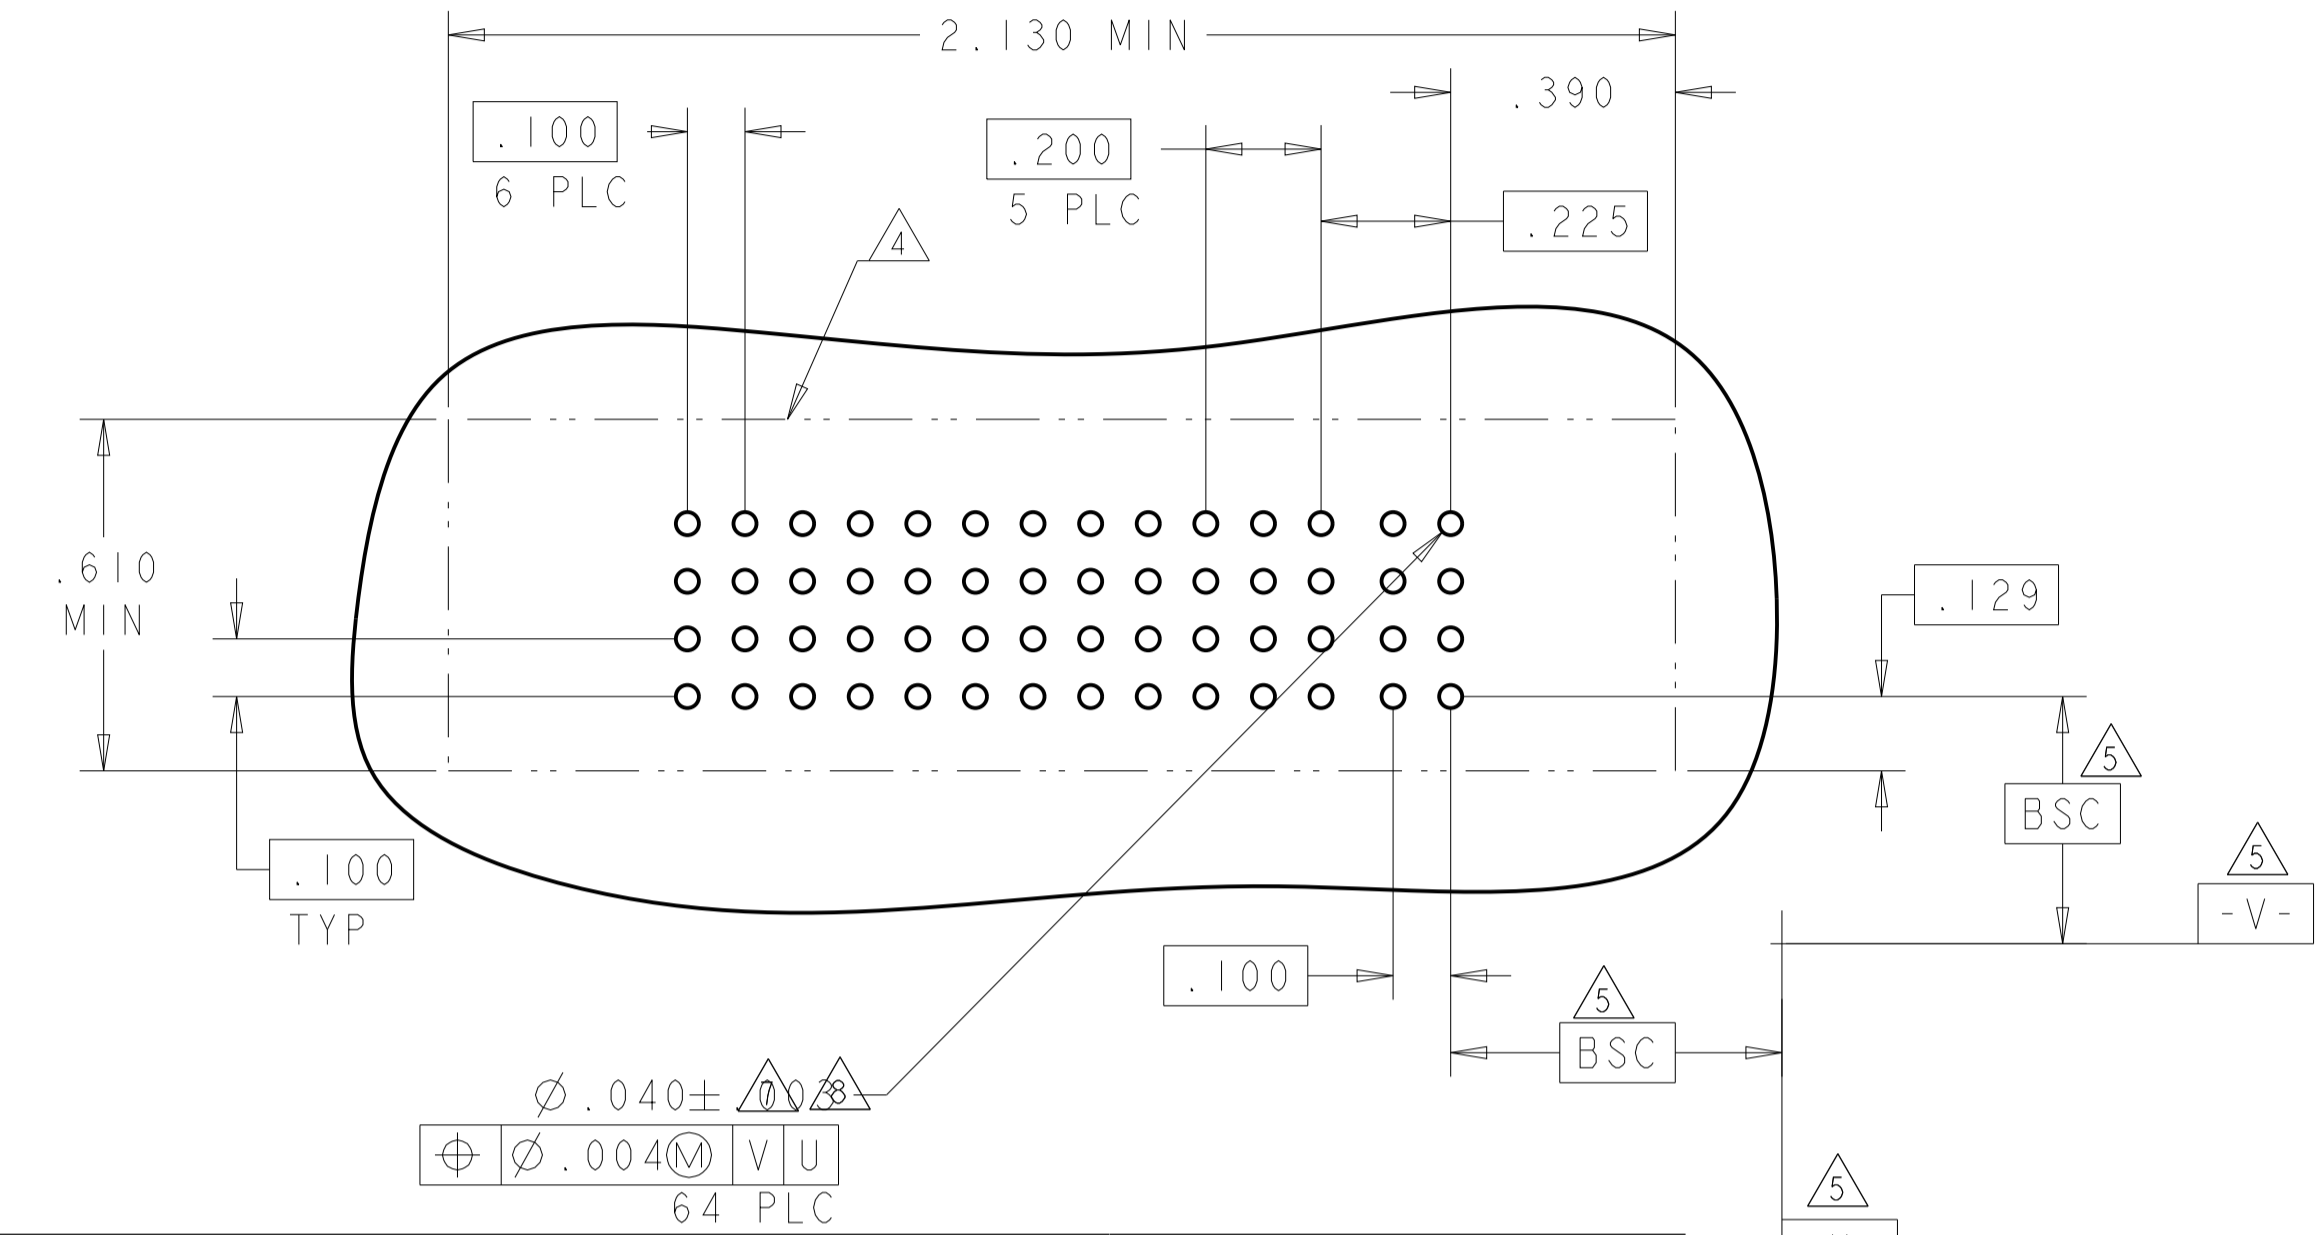 2.130 MIN
.390
.100
6 PLC
.200
5 PLC
.225
4
.610
MIN
.129
5
BSC
5
-V-
.100
TYP
.100
5
BSC
Ø.040±.003 7 8
⌖ Ø.004Ⓜ V U
64 PLC
5